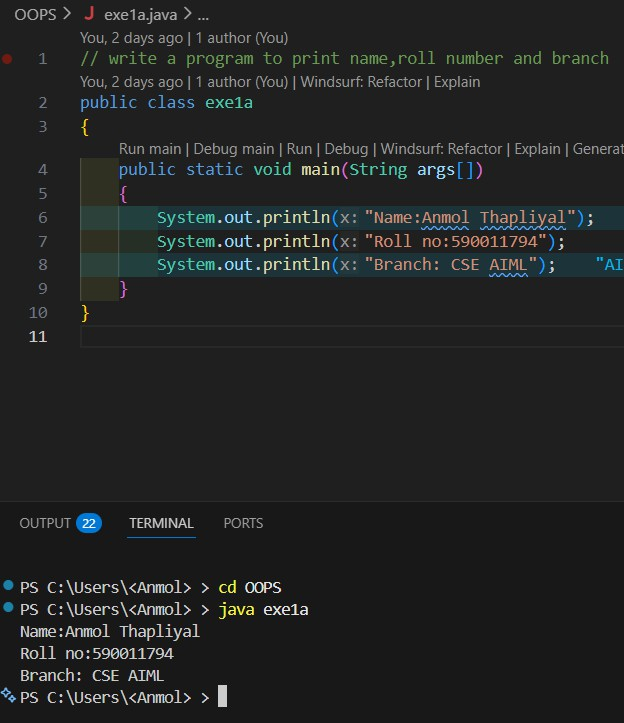 OOPS > J exe1a.java > ...
You, 2 days ago | 1 author (You)
1 // write a program to print name,roll number and branch
You, 2 days ago | 1 author (You) | Windsurf: Refactor | Explain
2 public class exe1a
3 {
Run main | Debug main | Run | Debug | Windsurf: Refactor | Explain | Generat
4 public static void main(String args[])
5 {
6 System.out.println(x: "Name:Anmol Thapliyal");
7 System.out.println(x: "Roll no:590011794");
8 System.out.println(x: "Branch: CSE AIML"); "AI
9 }
10 }
11
OUTPUT 22 TERMINAL PORTS
PS C:\Users\<Anmol> > cd OOPS
PS C:\Users\<Anmol> > java exe1a
Name:Anmol Thapliyal
Roll no:590011794
Branch: CSE AIML
PS C:\Users\<Anmol> >